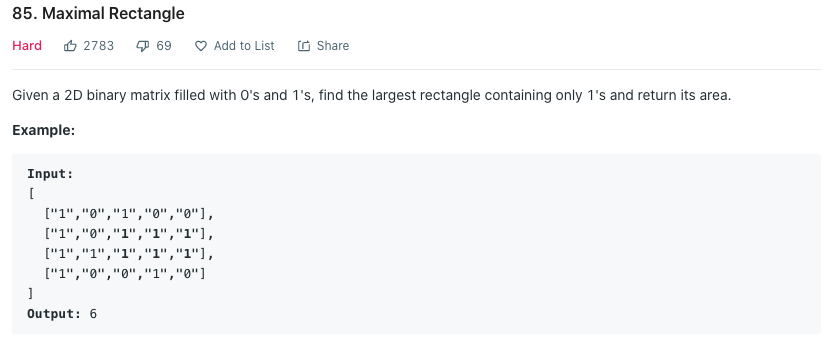 85. Maximal Rectangle
Hard 2783 69 Add to List Share
Given a 2D binary matrix filled with 0's and 1's, find the largest rectangle containing only 1's and return its area.
Example:
Input:
[
  ["1","0","1","0","0"],
  ["1","0","1","1","1"],
  ["1","1","1","1","1"],
  ["1","0","0","1","0"]
]
Output: 6